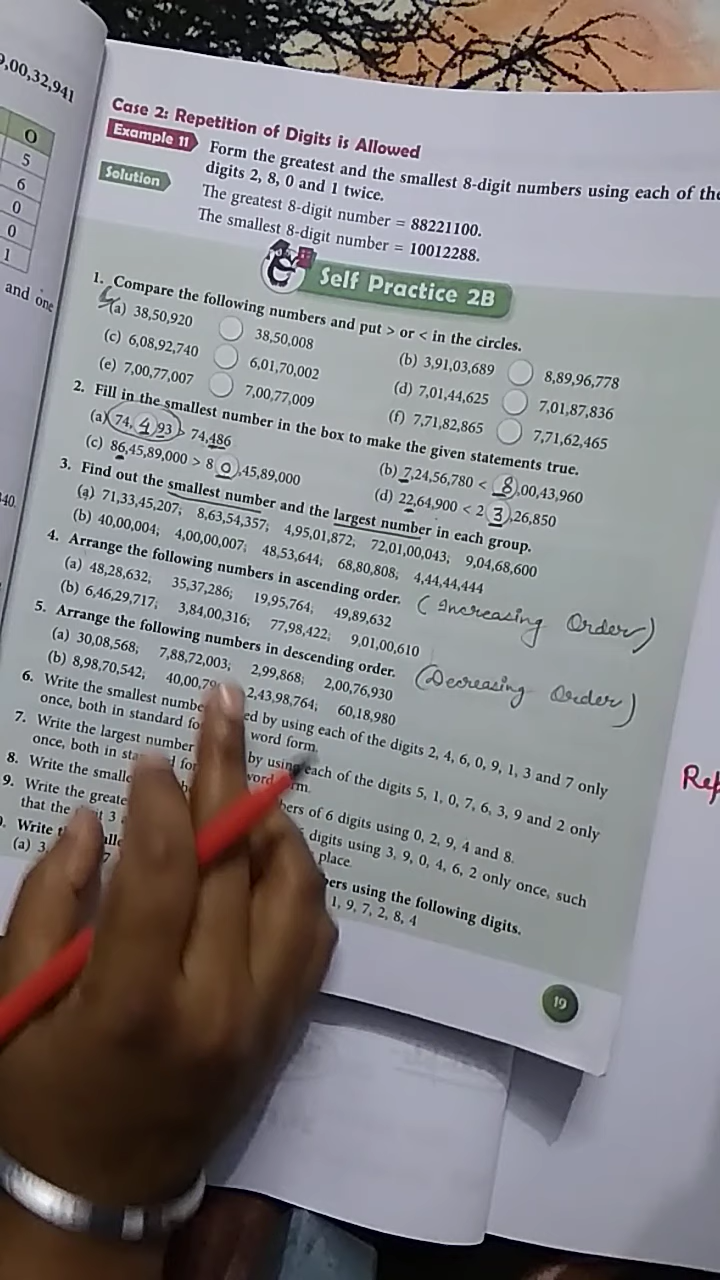 9,00,32,941
O
5
6
0
0
1
and one
40.
Case 2: Repetition of Digits is Allowed
Example 11 Form the greatest and the smallest 8-digit numbers using each of the
digits 2, 8, 0 and 1 twice.
Solution The greatest 8-digit number = 88221100.
The smallest 8-digit number = 10012288.
Self Practice 2B
1. Compare the following numbers and put > or < in the circles.
(a) 38,50,920 38,50,008 (b) 3,91,03,689 8,89,96,778
(c) 6,08,92,740 6,01,70,002 (d) 7,01,44,625 7,01,87,836
(e) 7,00,77,007 7,00,77,009 (f) 7,71,82,865 7,71,62,465
2. Fill in the smallest number in the box to make the given statements true.
(a) 74, 4 93 > 74,486 (b) 7,24,56,780 < 8,00,43,960
(c) 86,45,89,000 > 8 0,45,89,000 (d) 22,64,900 < 2 3,26,850
3. Find out the smallest number and the largest number in each group.
(a) 71,33,45,207; 8,63,54,357; 4,95,01,872; 72,01,00,043; 9,04,68,600
(b) 40,00,004; 4,00,00,007; 48,53,644; 68,80,808; 4,44,44,444
4. Arrange the following numbers in ascending order. (Increasing Order)
(a) 48,28,632; 35,37,286; 19,95,764; 49,89,632
(b) 6,46,29,717; 3,84,00,316; 77,98,422; 9,01,00,610
5. Arrange the following numbers in descending order. (Decreasing Order)
(a) 30,08,568; 7,88,72,003; 2,99,868; 2,00,76,930
(b) 8,98,70,542; 2,43,98,764; 60,18,980
6. Write the smallest by using each of the digits 2, 4, 6, 0, 9, 1, 3 and 7 only
once, both in standard word form.
7. Write the largest number by using each of the digits 5, 1, 0, 7, 6, 3, 9 and 2 only
once, both in
8. Write the of 6 digits using 0, 2, 9, 4 and 8.
9. Write the digits using 3, 9, 0, 4, 6, 2 only once, such
that the place.
Write using the following digits.
(a) 3 1, 9, 7, 2, 8, 4
19